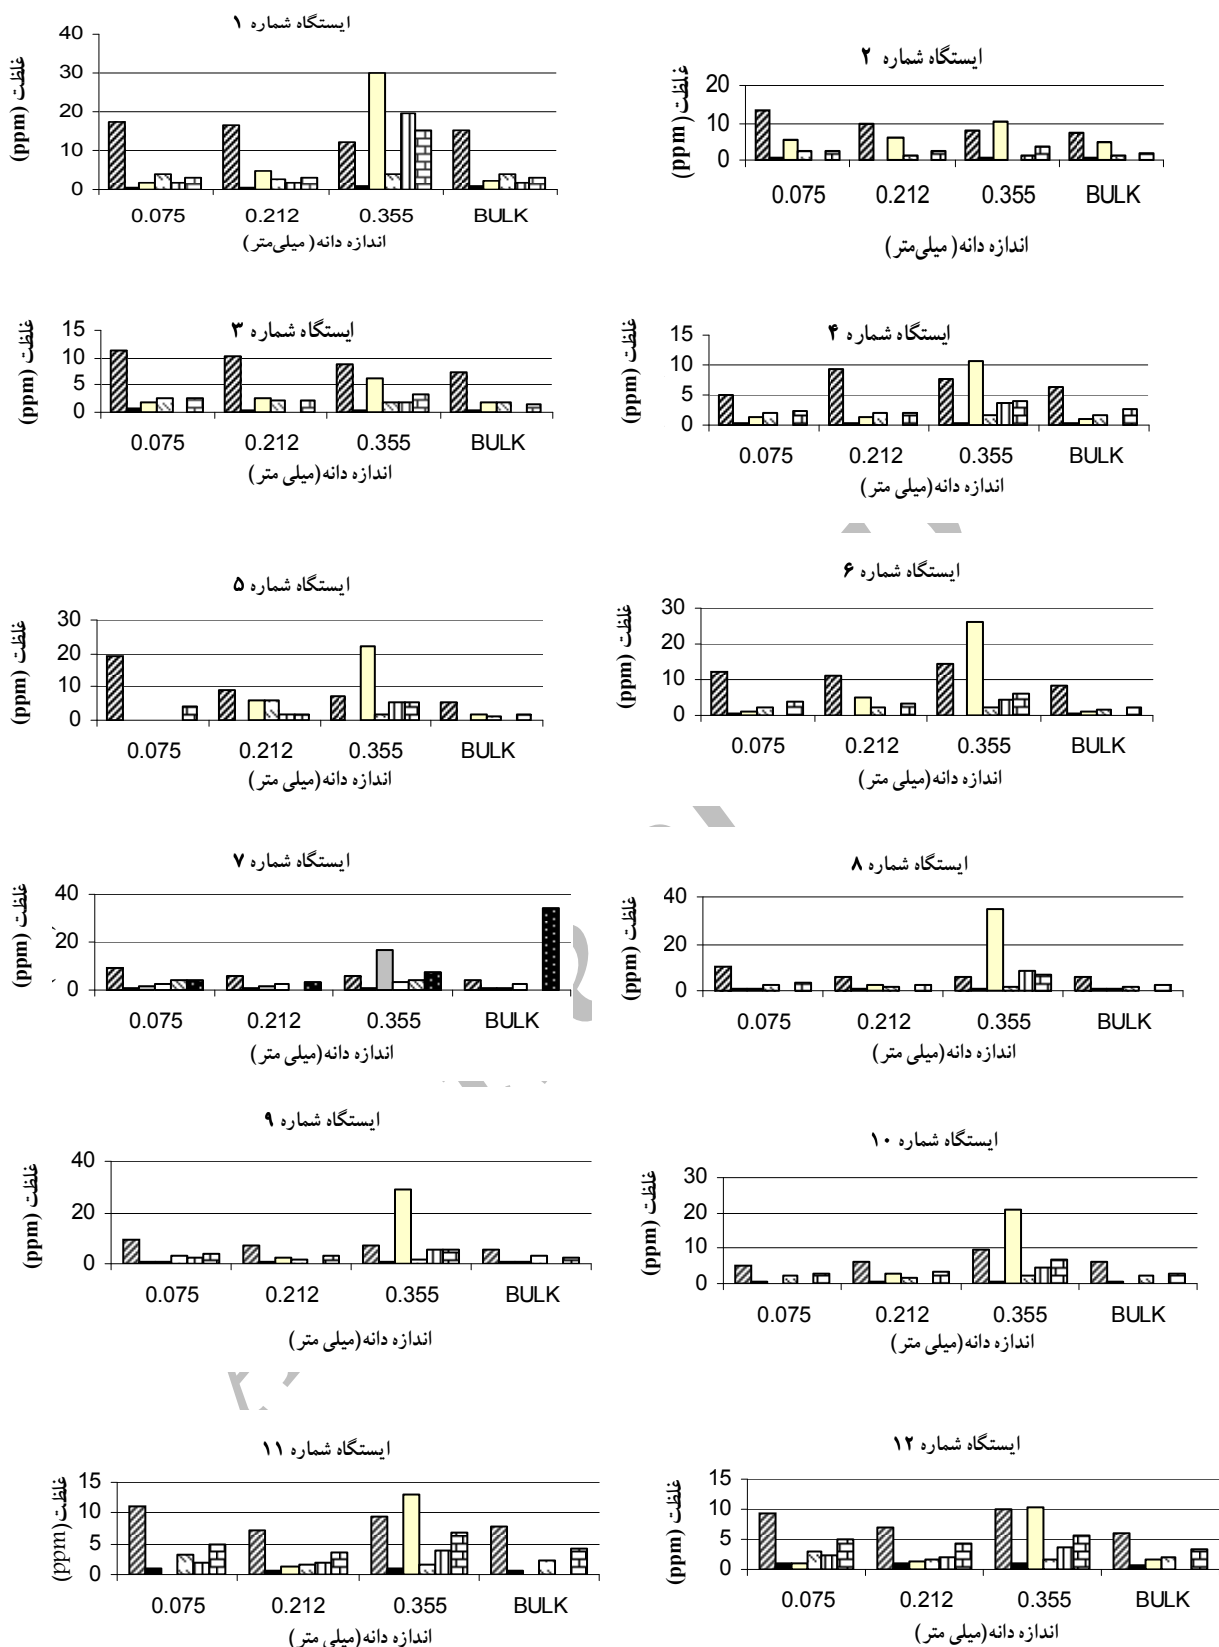 ایستگاه شماره ۱
غلظت (ppm)
40
30
20
10
0
0.075 0.212 0.355 BULK
اندازه دانه( میلی‌متر)
ایستگاه شماره ۲
غلظت (ppm)
20
10
0
0.075 0.212 0.355 BULK
اندازه دانه( میلی‌متر)
ایستگاه شماره ۳
غلظت (ppm)
15
10
5
0
0.075 0.212 0.355 BULK
اندازه دانه(میلی متر)
ایستگاه شماره ۴
غلظت (ppm)
15
10
5
0
0.075 0.212 0.355 BULK
اندازه دانه(میلی متر)
ایستگاه شماره ۵
غلظت (ppm)
30
20
10
0
0.075 0.212 0.355 BULK
اندازه دانه(میلی متر)
ایستگاه شماره ۶
غلظت (ppm)
30
20
10
0
0.075 0.212 0.355 BULK
اندازه دانه(میلی متر)
ایستگاه شماره ۷
غلظت (ppm)
40
20
0
0.075 0.212 0.355 BULK
اندازه دانه(میلی متر)
ایستگاه شماره ۸
غلظت (ppm)
40
20
0
0.075 0.212 0.355 BULK
اندازه دانه(میلی متر)
ایستگاه شماره ۹
غلظت (ppm)
40
20
0
0.075 0.212 0.355 BULK
اندازه دانه(میلی متر)
ایستگاه شماره ۱۰
غلظت (ppm)
30
20
10
0
0.075 0.212 0.355 BULK
اندازه دانه(میلی متر)
ایستگاه شماره ۱۱
غلظت(ppm)
15
10
5
0
0.075 0.212 0.355 BULK
اندازه دانه(میلی متر)
ایستگاه شماره ۱۲
غلظت (ppm)
15
10
5
0
0.075 0.212 0.355 BULK
اندازه دانه(میلی متر)